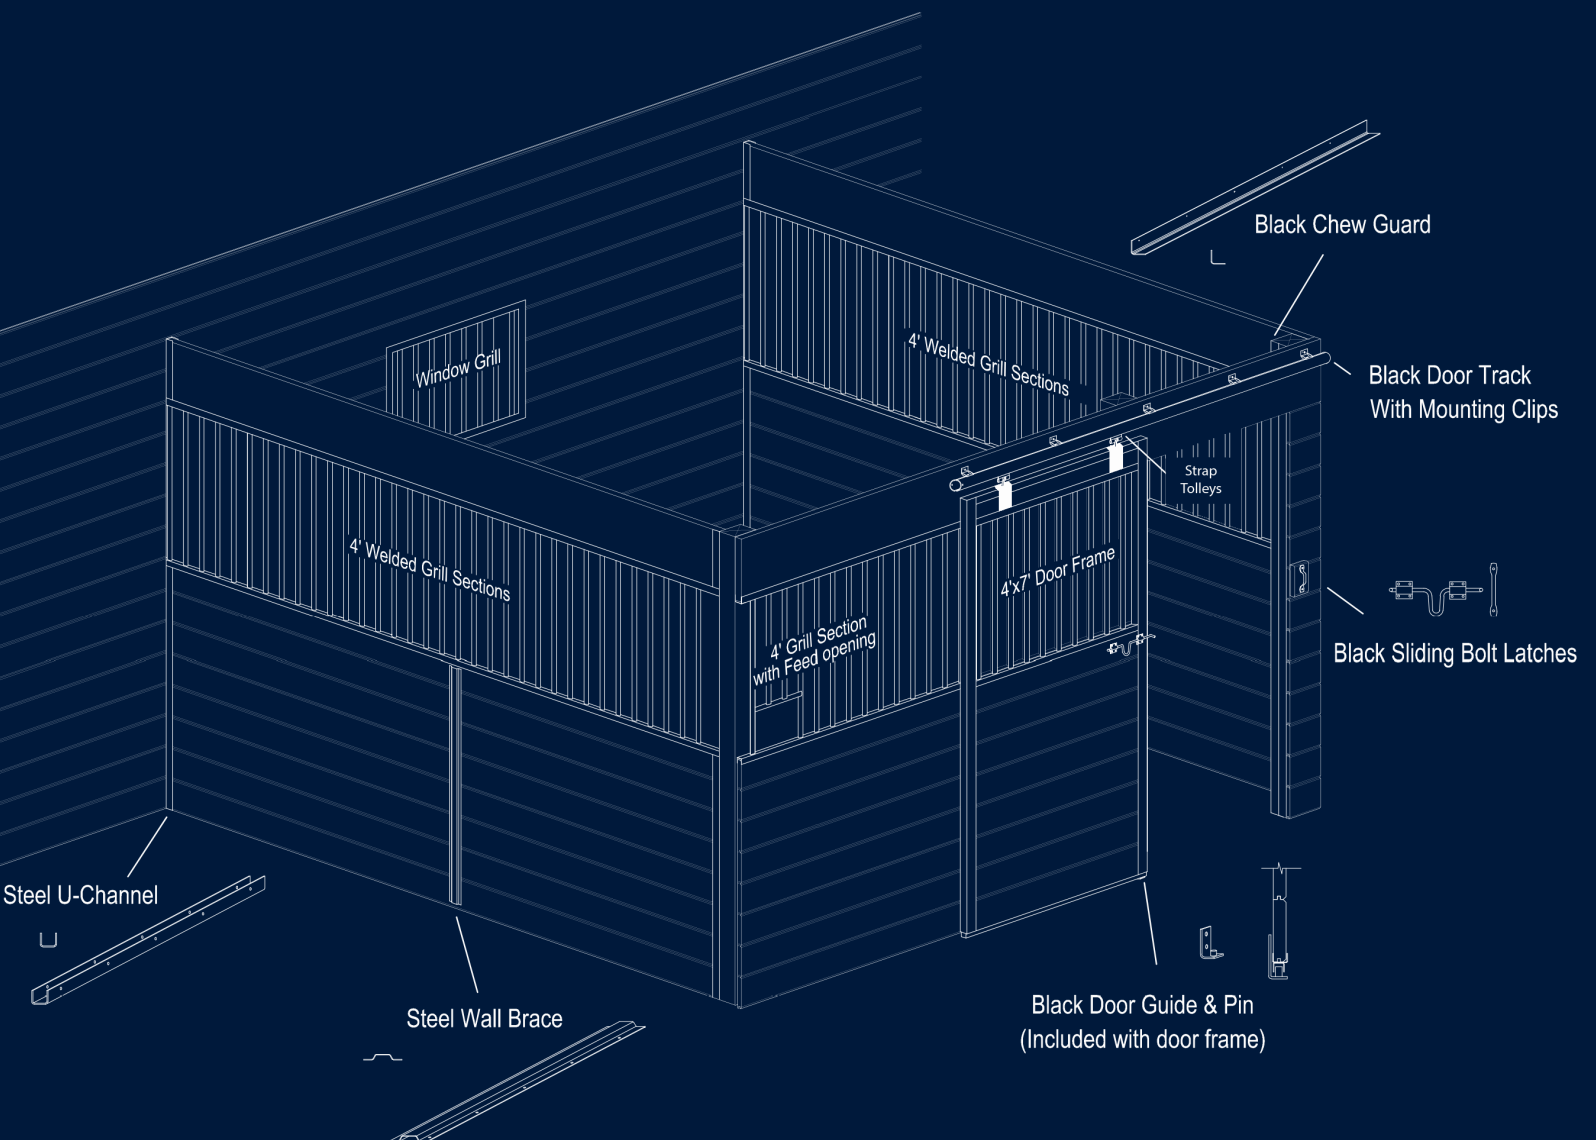 Black Chew Guard
Window Grill
4' Welded Grill Sections
Black Door Track
With Mounting Clips
Strap
Tolleys
4' Welded Grill Sections
4'x7' Door Frame
4' Grill Section
with Feed opening
Black Sliding Bolt Latches
Steel U-Channel
Steel Wall Brace
Black Door Guide & Pin
(Included with door frame)